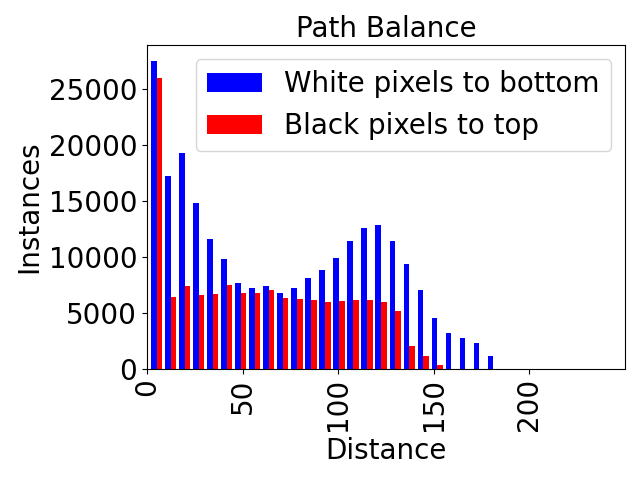 Path Balance
White pixels to bottom
Black pixels to top
Instances
25000
20000
15000
10000
5000
0
0
50
100
150
200
Distance